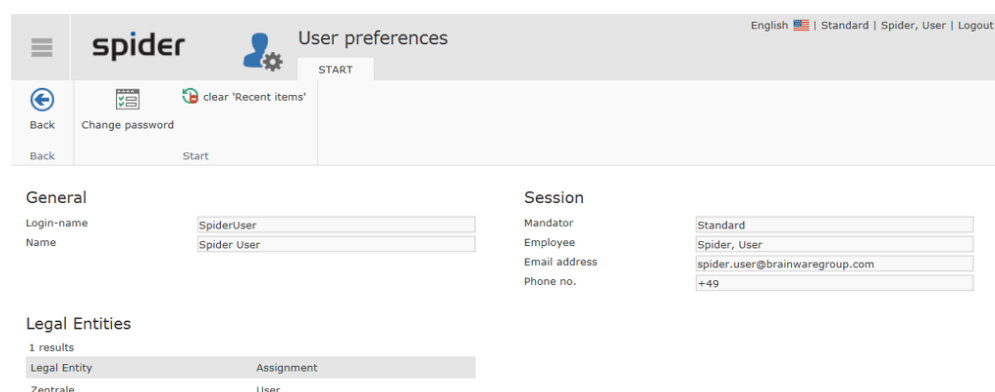 English | Standard | Spider, User | Logout
spider
User preferences
START
Back
Change password
clear 'Recent items'
Back
Start
General
Login-name SpiderUser
Name Spider User
Session
Mandator Standard
Employee Spider, User
Email address spider.user@brainwaregroup.com
Phone no. +49
Legal Entities
1 results
Legal Entity Assignment
Zentrale User